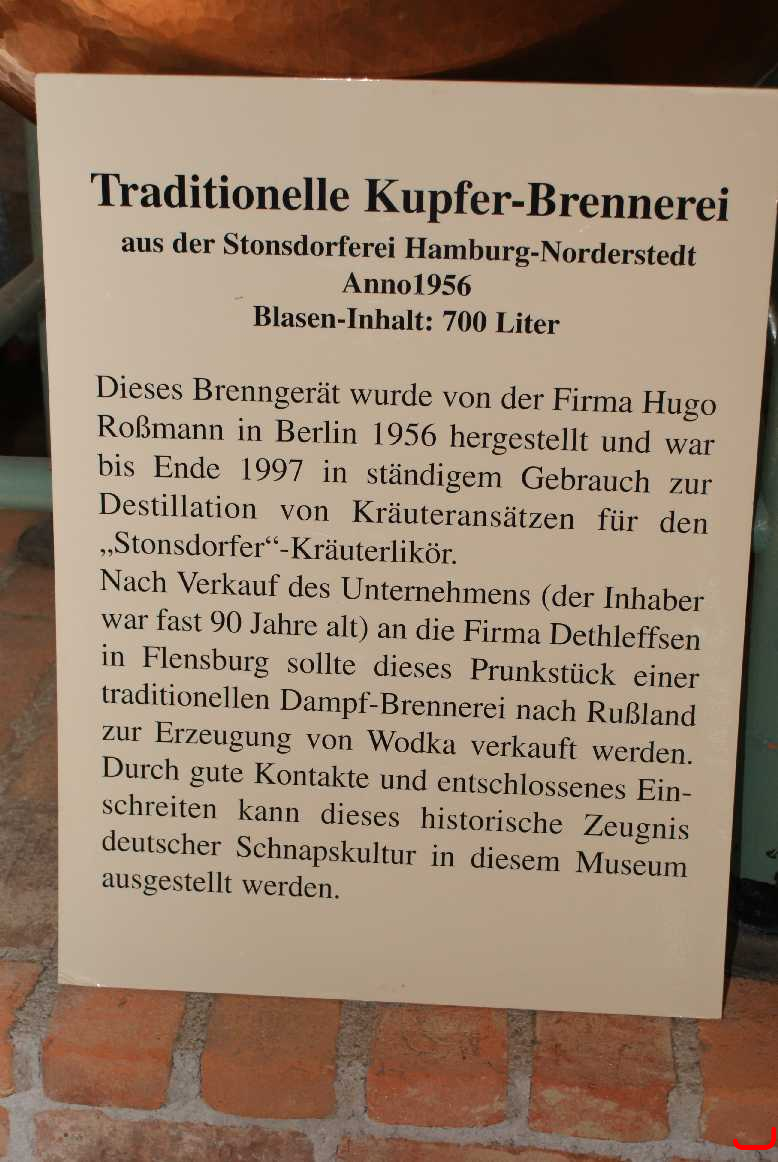 Traditionelle Kupfer-Brennerei
aus der Stonsdorferei Hamburg-Norderstedt
Anno1956
Blasen-Inhalt: 700 Liter
Dieses Brenngerät wurde von der Firma Hugo
Roßmann in Berlin 1956 hergestellt und war
bis Ende 1997 in ständigem Gebrauch zur
Destillation von Kräuteransätzen für den
„Stonsdorfer“-Kräuterlikör.
Nach Verkauf des Unternehmens (der Inhaber
war fast 90 Jahre alt) an die Firma Dethleffsen
in Flensburg sollte dieses Prunkstück einer
traditionellen Dampf-Brennerei nach Rußland
zur Erzeugung von Wodka verkauft werden.
Durch gute Kontakte und entschlossenes Ein-
schreiten kann dieses historische Zeugnis
deutscher Schnapskultur in diesem Museum
ausgestellt werden.